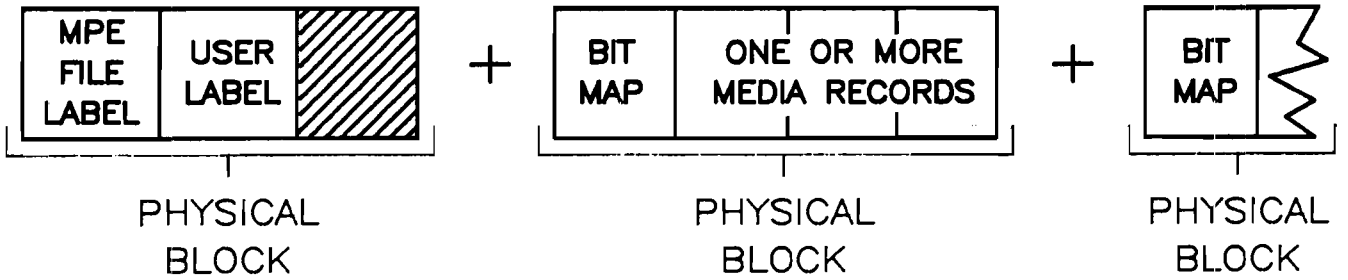 MPE
FILE
LABEL
USER
LABEL
+
BIT
MAP
ONE OR MORE
MEDIA RECORDS
+
BIT
MAP
PHYSICAL
BLOCK
PHYSICAL
BLOCK
PHYSICAL
BLOCK